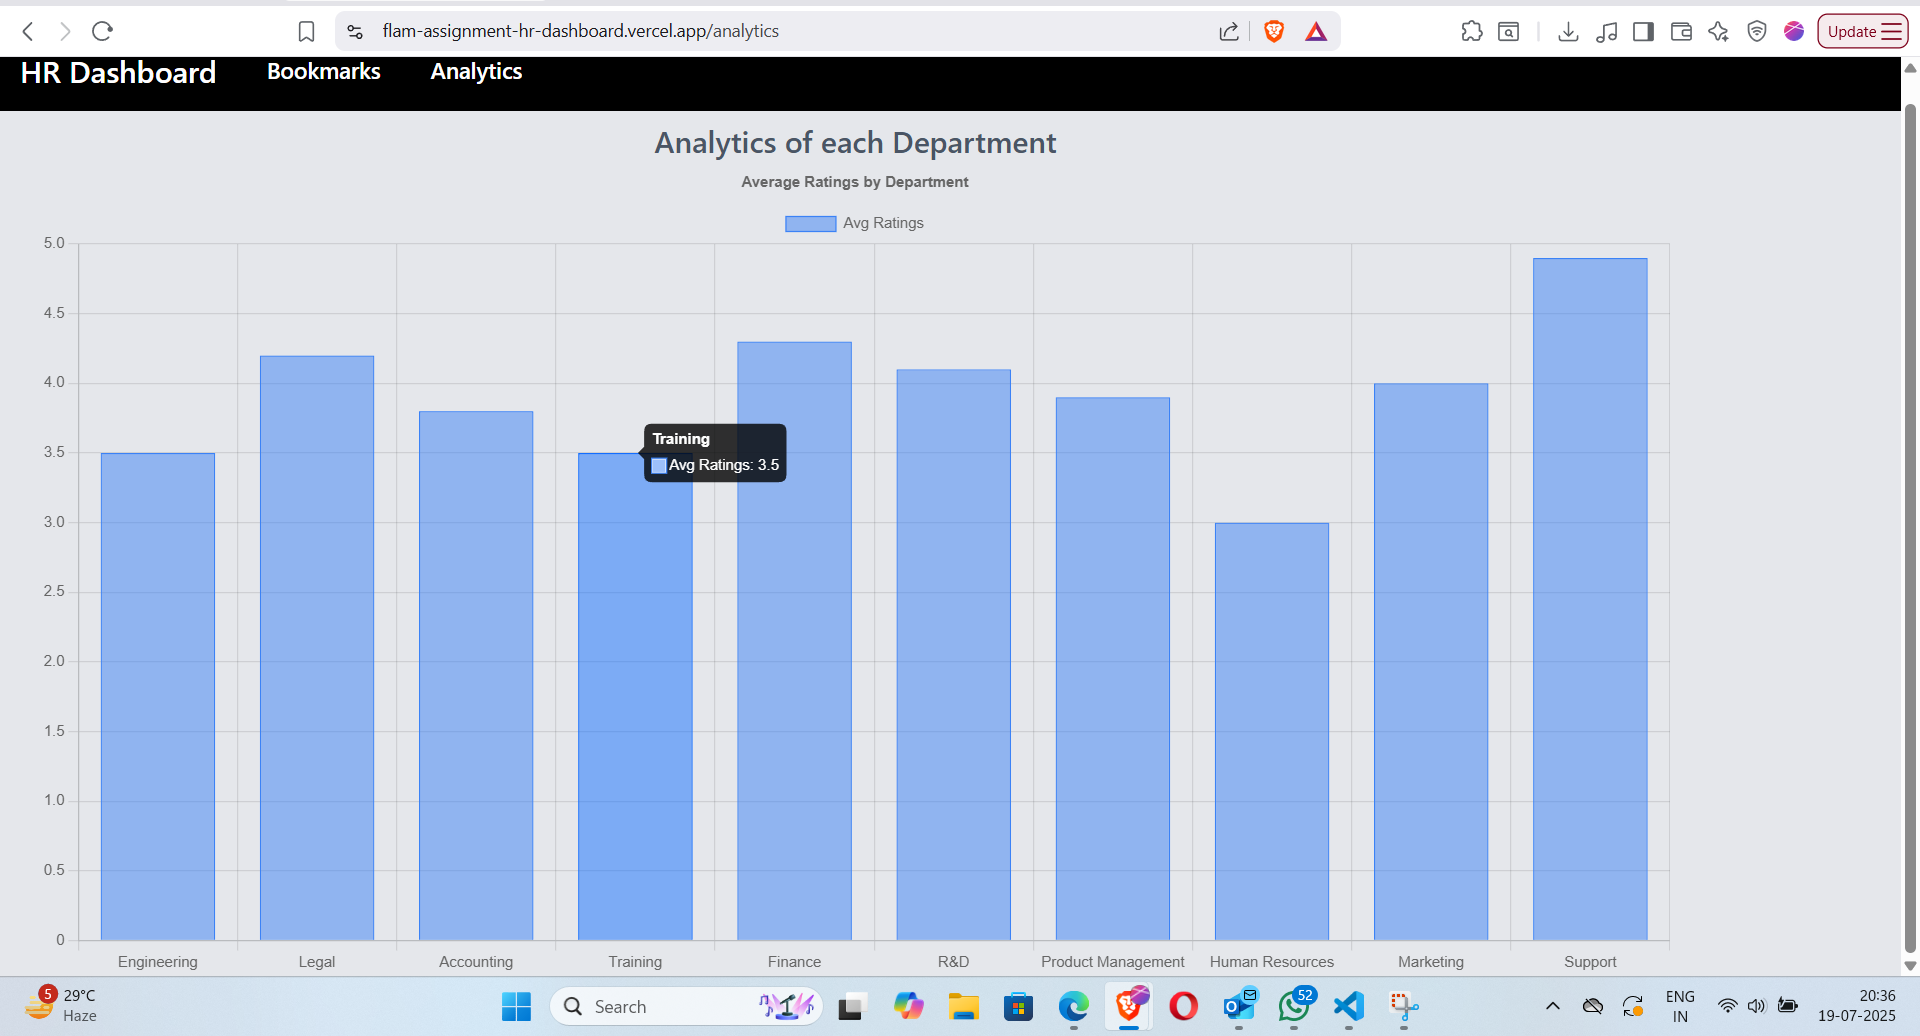 flam-assignment-hr-dashboard.vercel.app/analytics
Update
HR Dashboard Bookmarks Analytics
Analytics of each Department
Average Ratings by Department
Avg Ratings
5.0
4.5
4.0
3.5
3.0
2.5
2.0
1.5
1.0
0.5
0
Training
Avg Ratings: 3.5
Engineering Legal Accounting Training Finance R&D Product Management Human Resources Marketing Support
5
29°C
Haze
Search
52
ENG
IN
20:36
19-07-2025